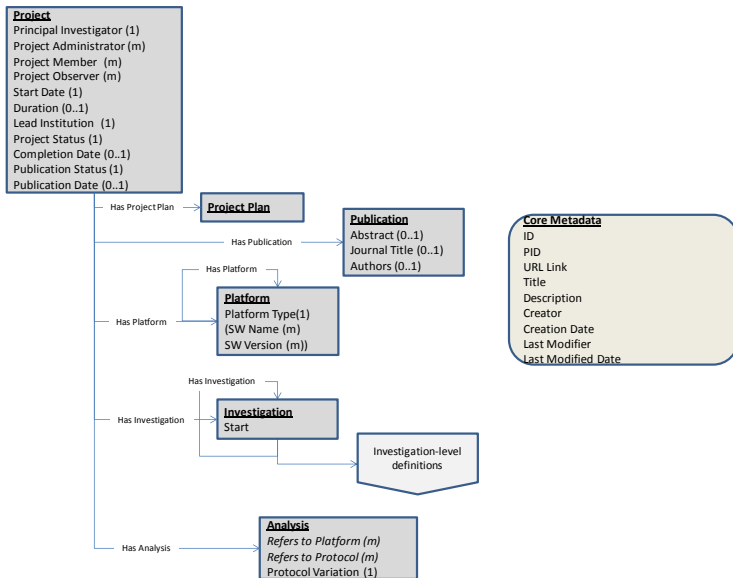 Project
Principal Investigator (1)
Project Administrator (m)
Project Member  (m)
Project Observer (m)
Start Date (1)
Duration (0..1)
Lead Institution  (1)
Project Status (1)
Completion Date (0..1)
Publication Status (1)
Publication Date (0..1)
Has Project Plan
Project Plan
Has Publication
Publication
Abstract (0..1)
Journal Title (0..1)
Authors (0..1)
Core Metadata
ID
PID
URL Link
Title
Description
Creator
Creation Date
Last Modifier
Last Modified Date
Has Platform
Has Platform
Platform
Platform Type(1)
(SW Name (m)
SW Version (m))
Has Investigation
Has Investigation
Investigation
Start
Investigation-level
definitions
Has Analysis
Analysis
Refers to Platform (m)
Refers to Protocol (m)
Protocol Variation (1)